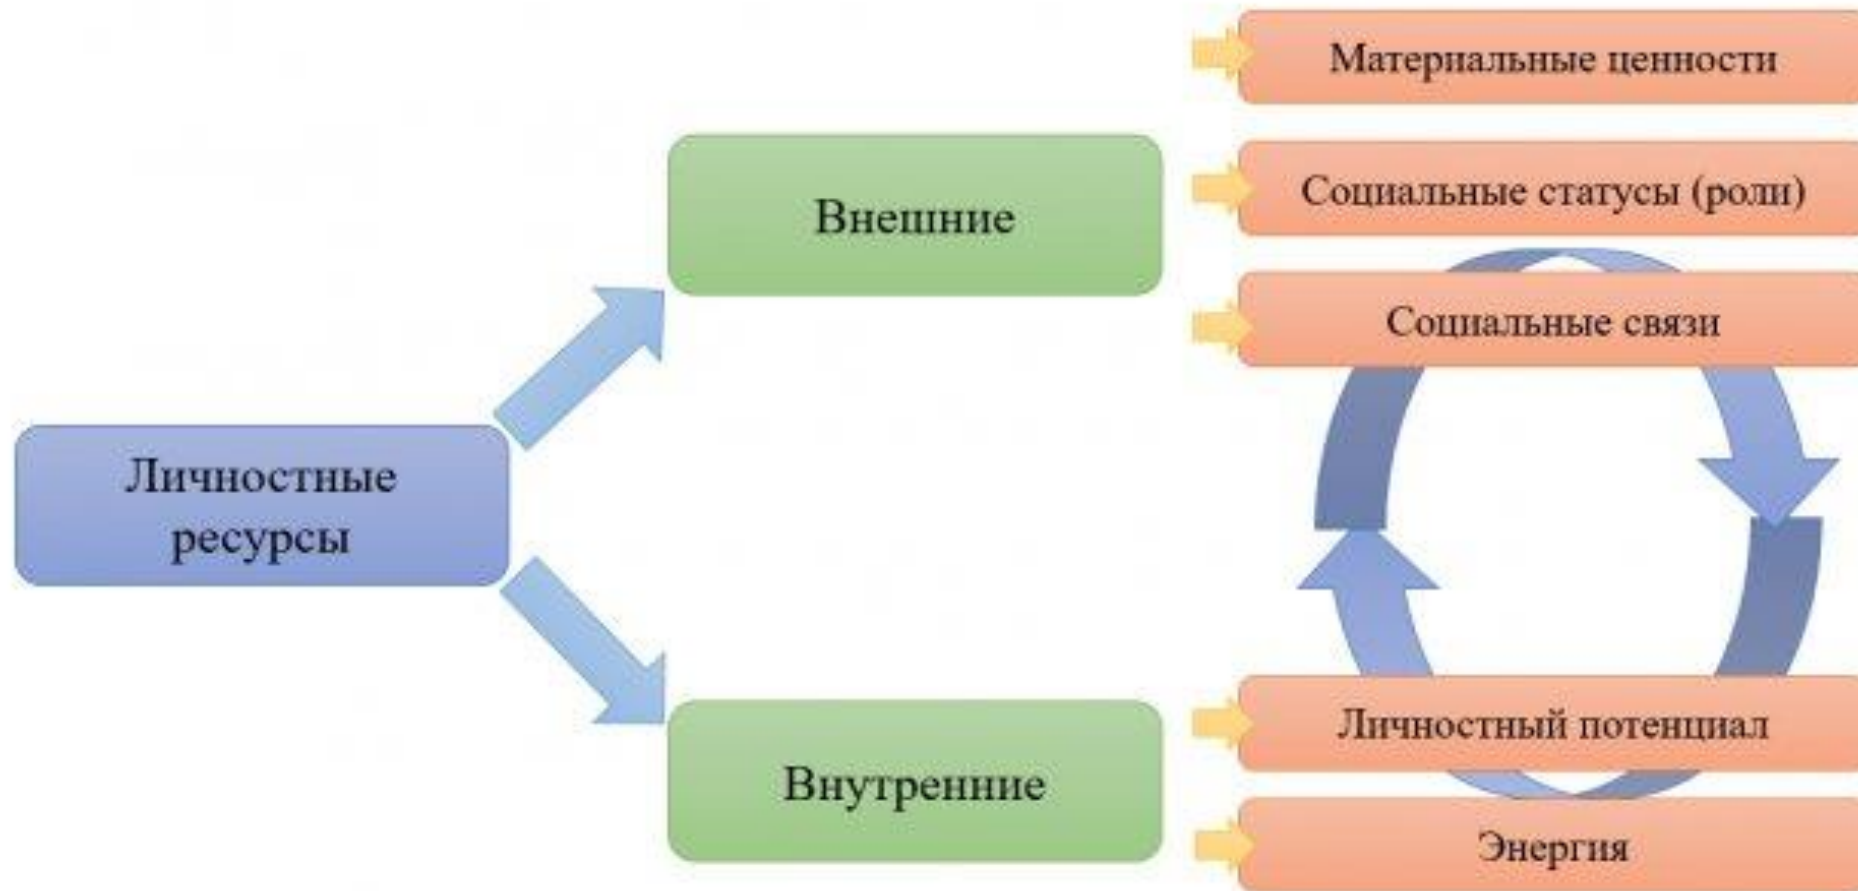 Материальные ценности
Социальные статусы (роли)
Внешние
Социальные связи
Личностные
ресурсы
Личностный потенциал
Внутренние
Энергия